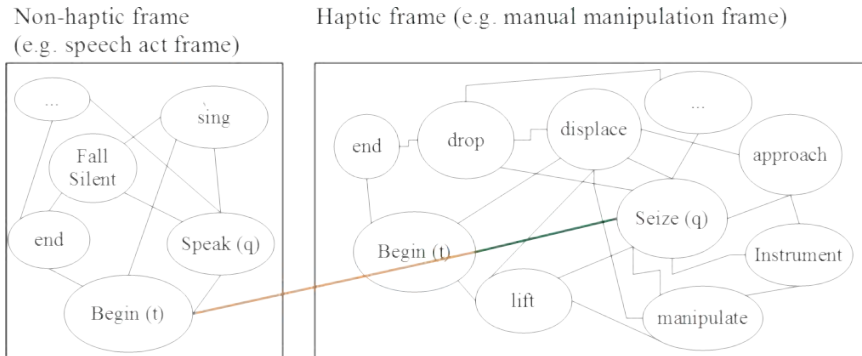 Non-haptic frame
(e.g. speech act frame)
Haptic frame (e.g. manual manipulation frame)
...
`sing
Fall
Silent
end
Speak (q)
Begin (t)
...
end
drop
displace
approach
Seize (q)
Begin (t)
Instrument
lift
manipulate